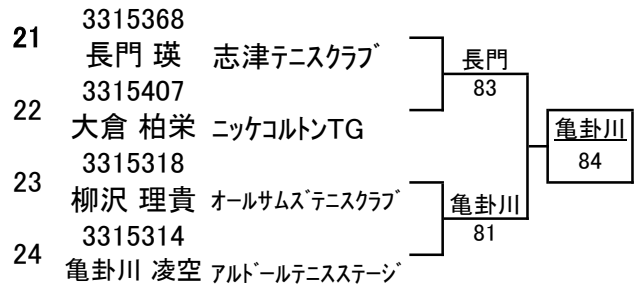 21 3315368
長門 瑛 志津テニスクラブ
22 3315407
大倉 柏栄 ニッケコルトンTG
23 3315318
柳沢 理貴 オールサムズテニスクラブ
24 3315314
亀卦川 凌空 アルドールテニスステージ
長門
83
亀卦川
81
亀卦川
84